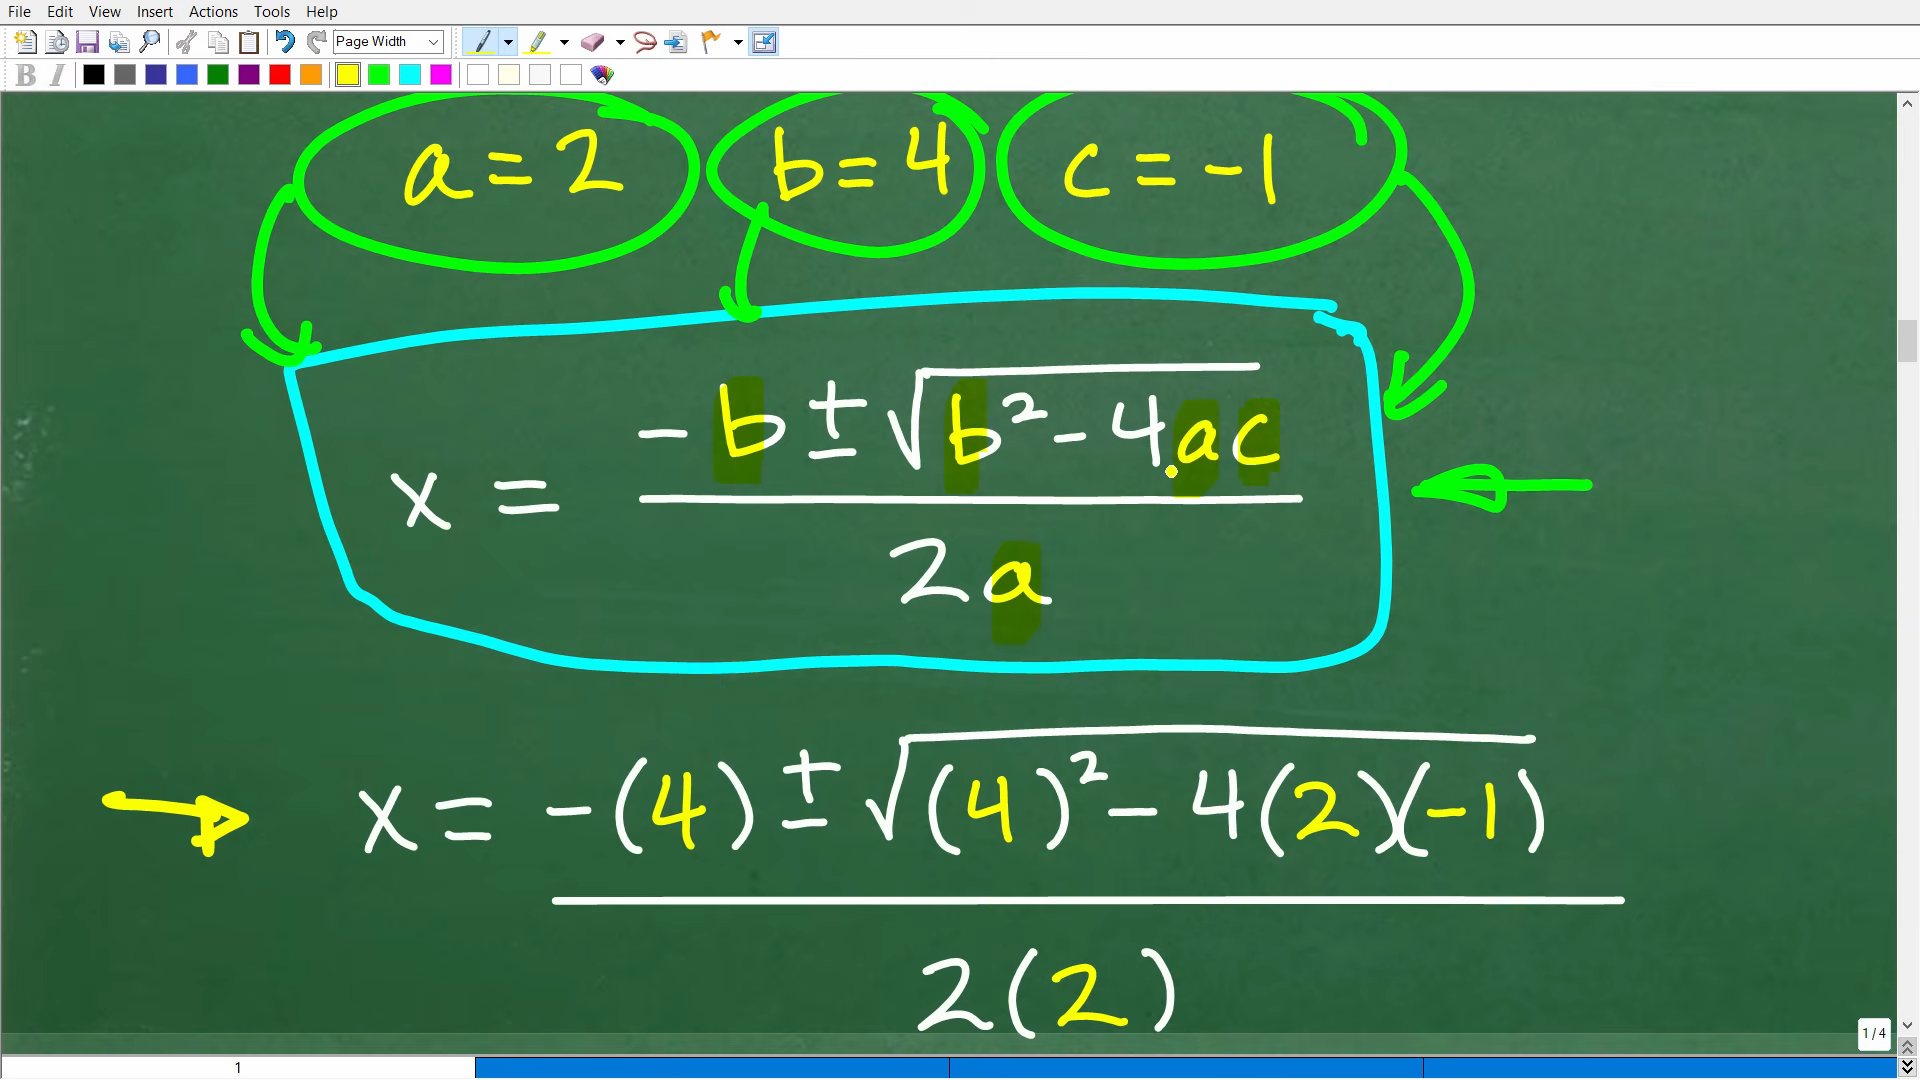 File Edit View Insert Actions Tools Help
Page Width
B I
a = 2 b = 4 c = -1
x = -b ± √b² - 4ac
2a
x = -(4) ± √(4)² - 4(2)(-1)
2(2)
1 / 4
1